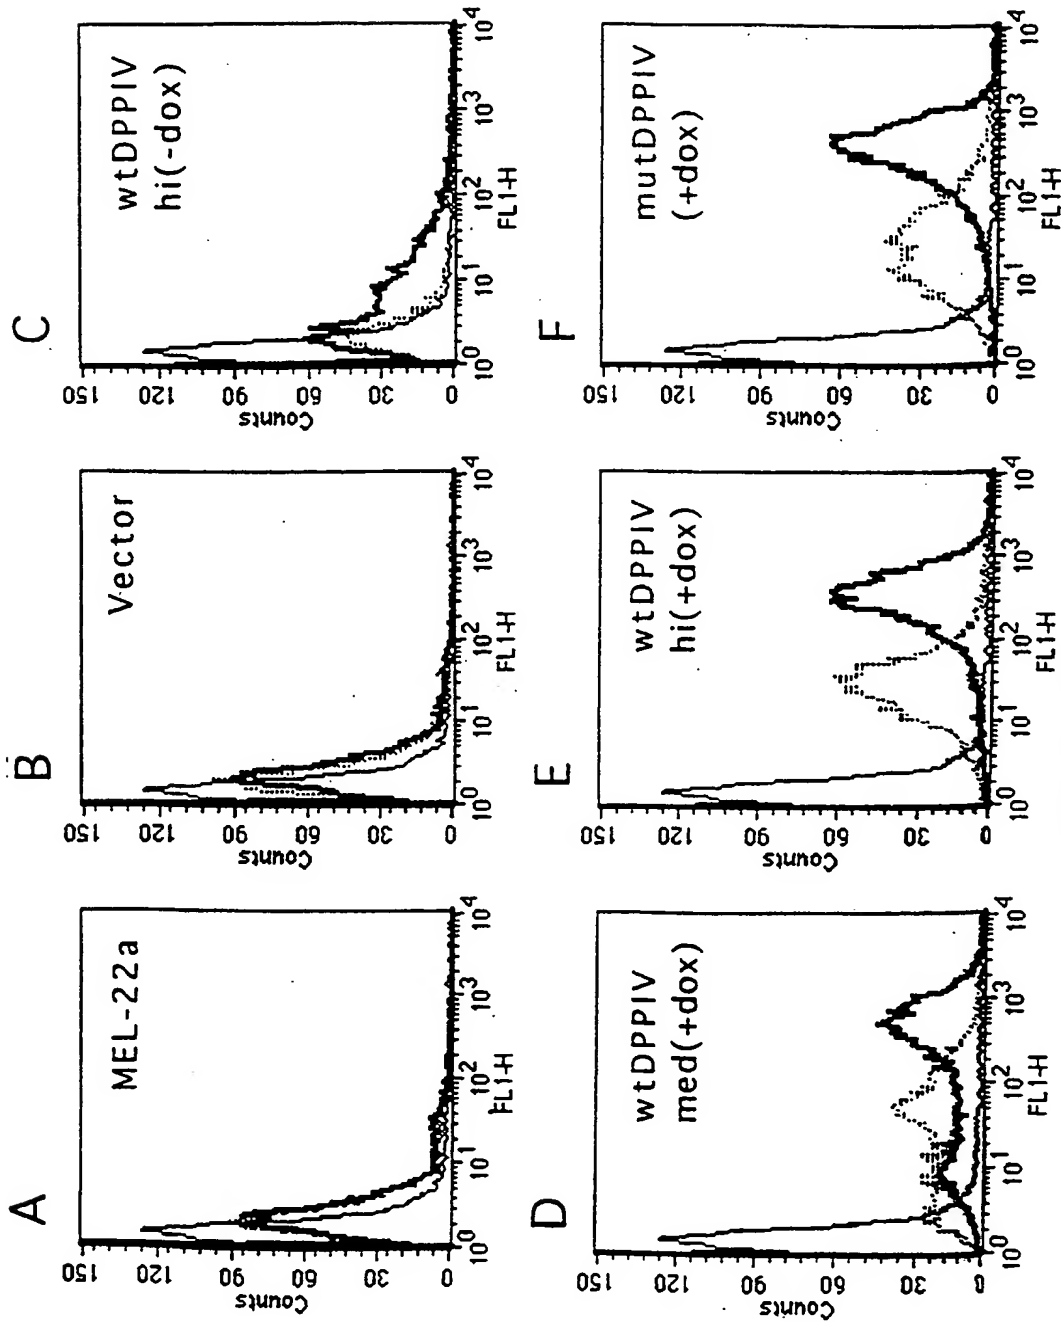 A
MEL-22a
150
120
90
60
30
0
Counts
10⁰ 10¹ 10² 10³ 10⁴
FL1-H
B
Vector
150
120
90
60
30
0
Counts
10⁰ 10¹ 10² 10³ 10⁴
FL1-H
C
wtDPPIV
hi(-dox)
150
120
90
60
30
0
Counts
10⁰ 10¹ 10² 10³ 10⁴
FL1-H
D
wtDPPIV
med(+dox)
150
120
90
60
30
0
Counts
10⁰ 10¹ 10² 10³ 10⁴
FL1-H
E
wtDPPIV
hi(+dox)
150
120
90
60
30
0
Counts
10⁰ 10¹ 10² 10³ 10⁴
FL1-H
F
mutDPPIV
(+dox)
150
120
90
60
30
0
Counts
10⁰ 10¹ 10² 10³ 10⁴
FL1-H